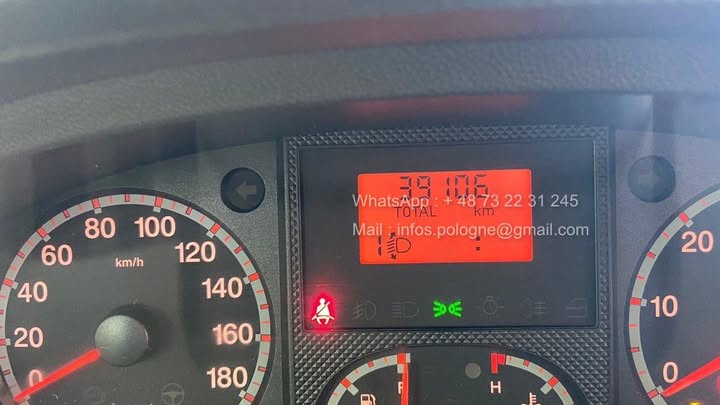 39106
WhatsApp : + 48 73 22 31 245
TOTAL km
Mail : infos.pologne@gmail.com
1 :
0 20 40 60 80 100 120 140 160 180
km/h
F H
0 10 20